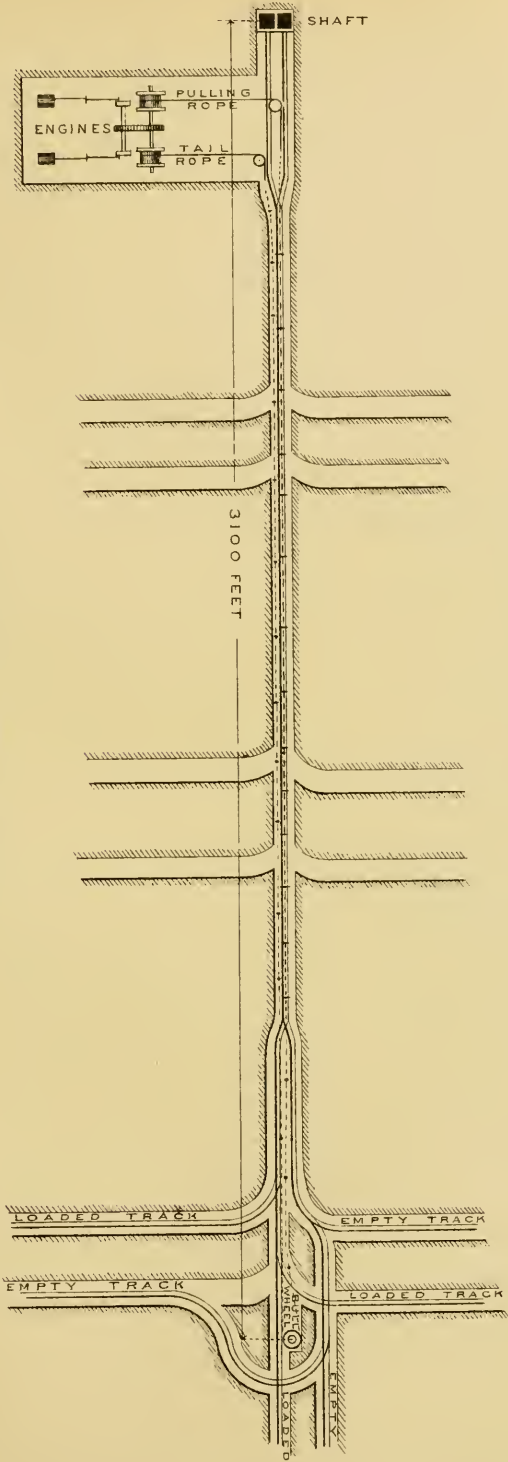 SHAFT
PULLING
ROPE
ENGINES
TAIL
ROPE
3100 FEET
LOADED TRACK
EMPTY TRACK
EMPTY TRACK
LOADED TRACK
BULL
WHEEL
EMPTY
LOADED